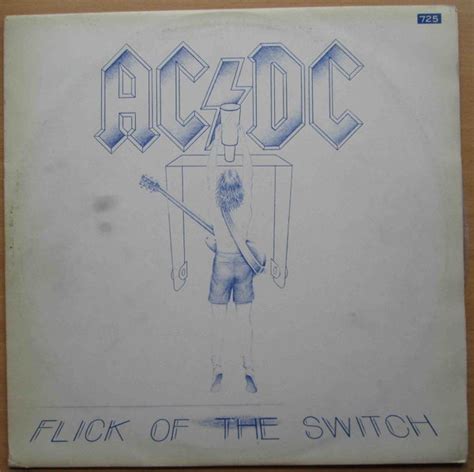 725
AC⚡DC
FLICK OF THE SWITCH